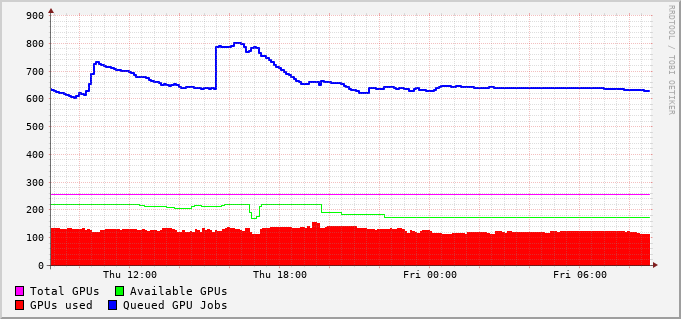 900
800
700
600
500
400
300
200
100
0
Thu 12:00 Thu 18:00 Fri 00:00 Fri 06:00
Total GPUs Available GPUs
GPUs used Queued GPU Jobs
RRDTOOL / TOBI OETIKER